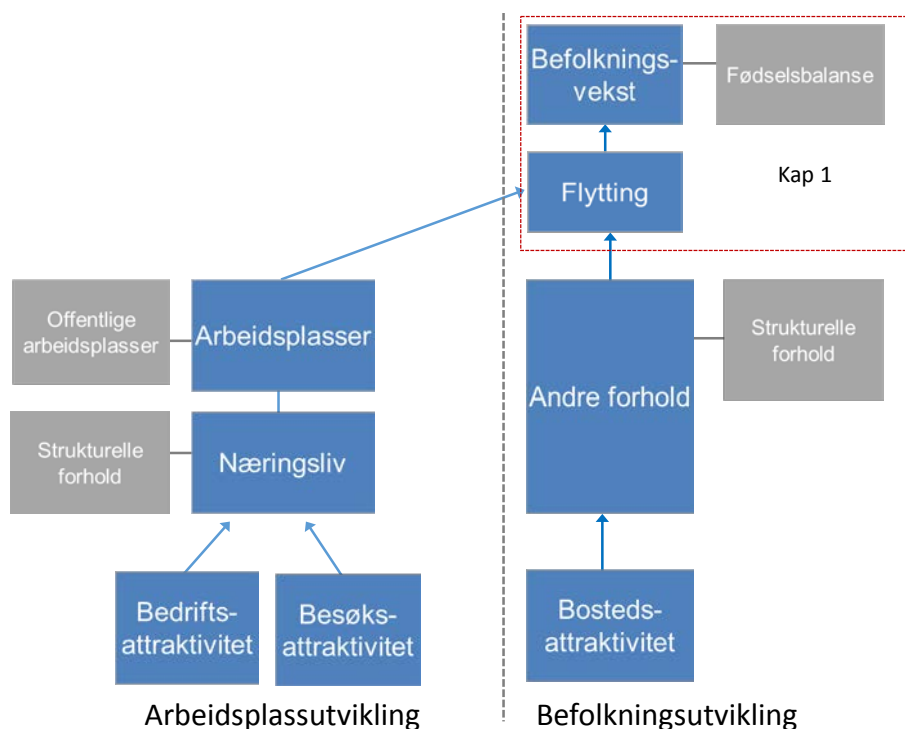 Befolknings-
vekst
Fødselsbalanse
Kap 1
Flytting
Offentlige
arbeidsplasser
Arbeidsplasser
Strukturelle
forhold
Andre forhold
Strukturelle
forhold
Næringsliv
Bedrifts-
attraktivitet
Besøks-
attraktivitet
Bosteds-
attraktivitet
Arbeidsplassutvikling
Befolkningsutvikling